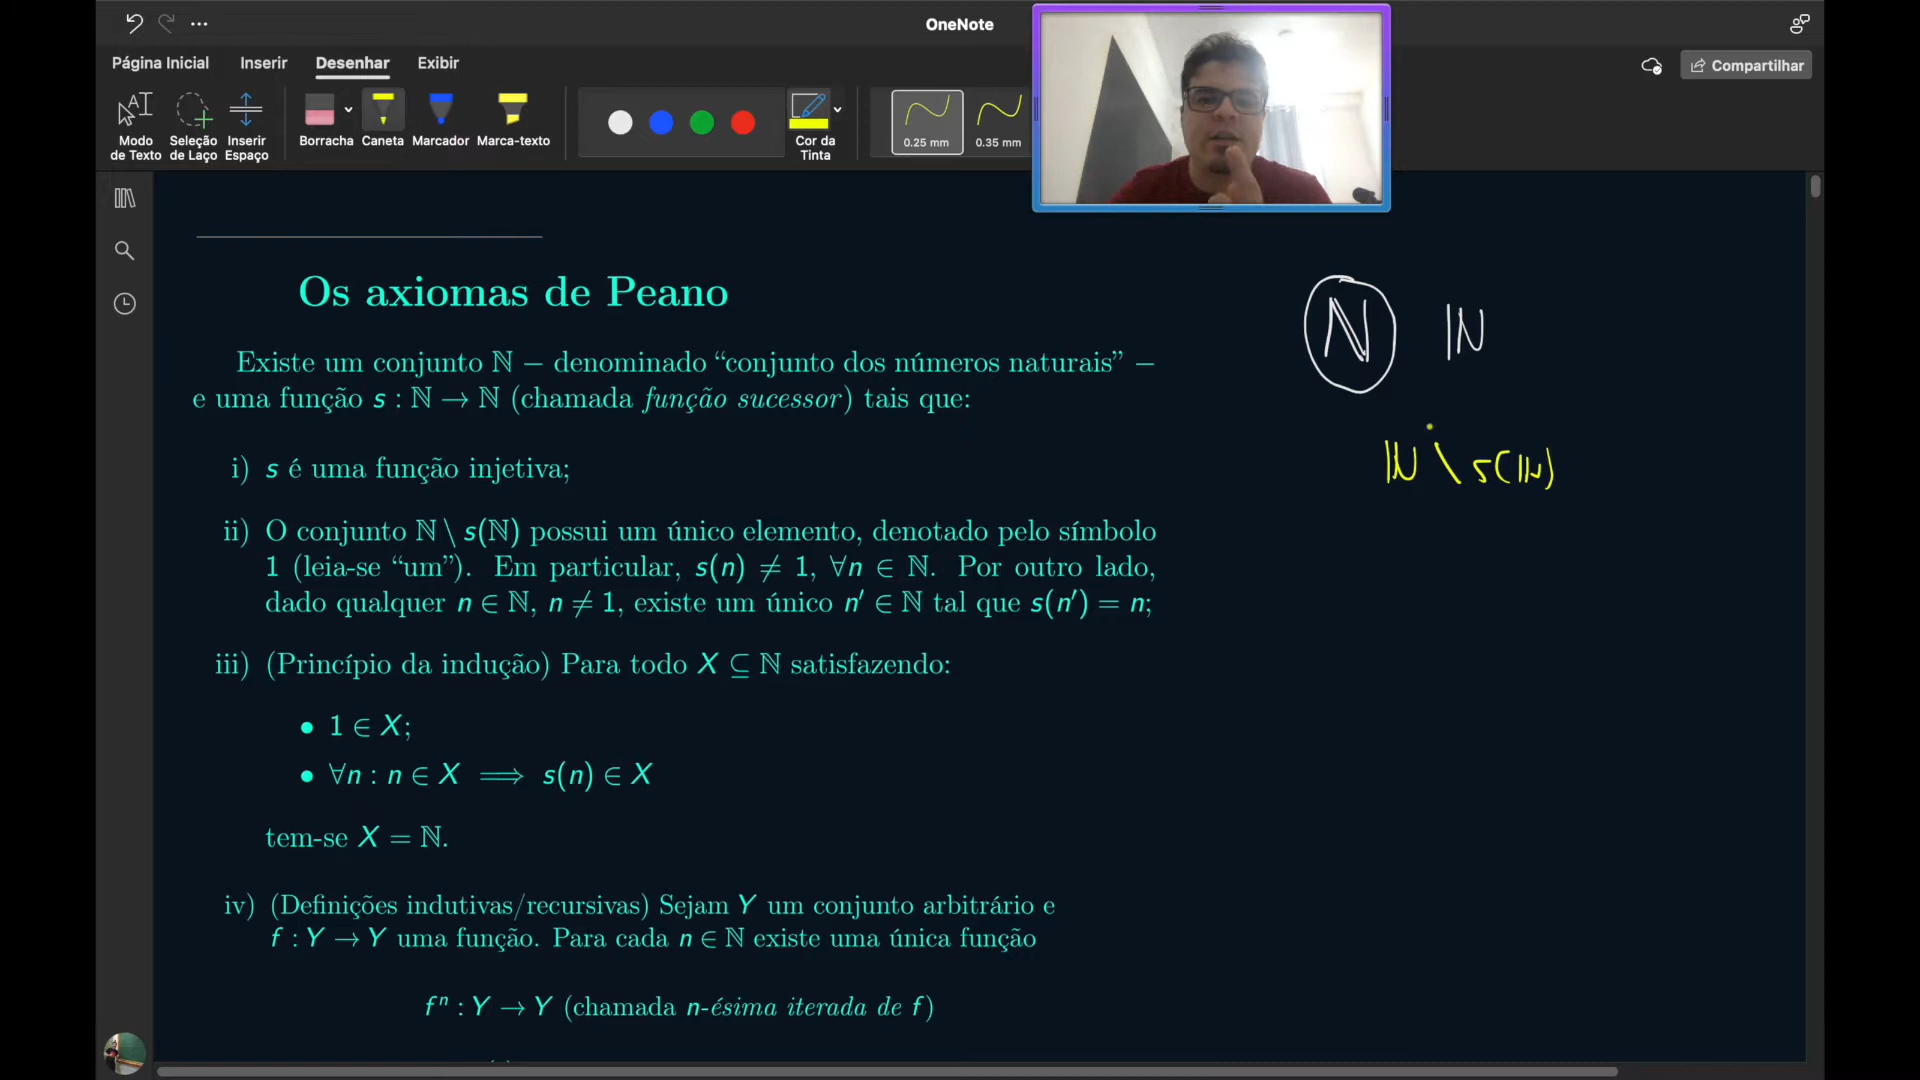 OneNote
Página Inicial Inserir Desenhar Exibir
Compartilhar
Modo de Texto
Seleção de Laço
Inserir Espaço
Borracha
Caneta
Marcador
Marca-texto
Cor da Tinta
0.25 mm
0.35 mm
Os axiomas de Peano
Existe um conjunto ℕ – denominado “conjunto dos números naturais” –
e uma função s : ℕ → ℕ (chamada função sucessor) tais que:
i) s é uma função injetiva;
ii) O conjunto ℕ \ s(ℕ) possui um único elemento, denotado pelo símbolo
1 (leia-se “um”). Em particular, s(n) ≠ 1, ∀n ∈ ℕ. Por outro lado,
dado qualquer n ∈ ℕ, n ≠ 1, existe um único n′ ∈ ℕ tal que s(n′) = n;
iii) (Princípio da indução) Para todo X ⊆ ℕ satisfazendo:
• 1 ∈ X;
• ∀n : n ∈ X ⟹ s(n) ∈ X
tem-se X = ℕ.
iv) (Definições indutivas/recursivas) Sejam Y um conjunto arbitrário e
f : Y → Y uma função. Para cada n ∈ ℕ existe uma única função
fⁿ : Y → Y (chamada n-ésima iterada de f)
ℕ ℕ
ℕ \ s(ℕ)